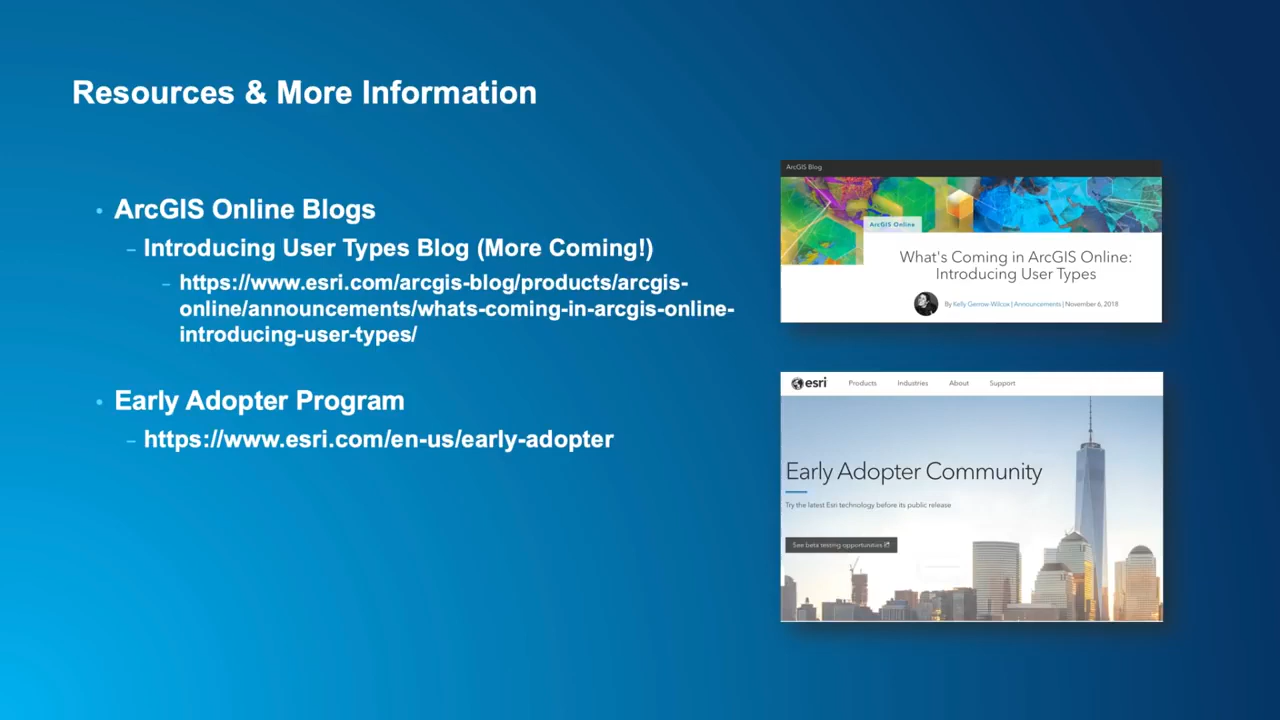 Resources & More Information
ArcGIS Online Blogs
– Introducing User Types Blog (More Coming!)
– https://www.esri.com/arcgis-blog/products/arcgis-
online/announcements/whats-coming-in-arcgis-online-
introducing-user-types/
Early Adopter Program
– https://www.esri.com/en-us/early-adopter
ArcGIS Blog
ArcGIS Online
What's Coming in ArcGIS Online:
Introducing User Types
By Kelly Gerrow-Wilcox | Announcements | November 6, 2018
esri Products Industries About Support
Early Adopter Community
Try the latest Esri technology before its public release
See beta testing opportunities